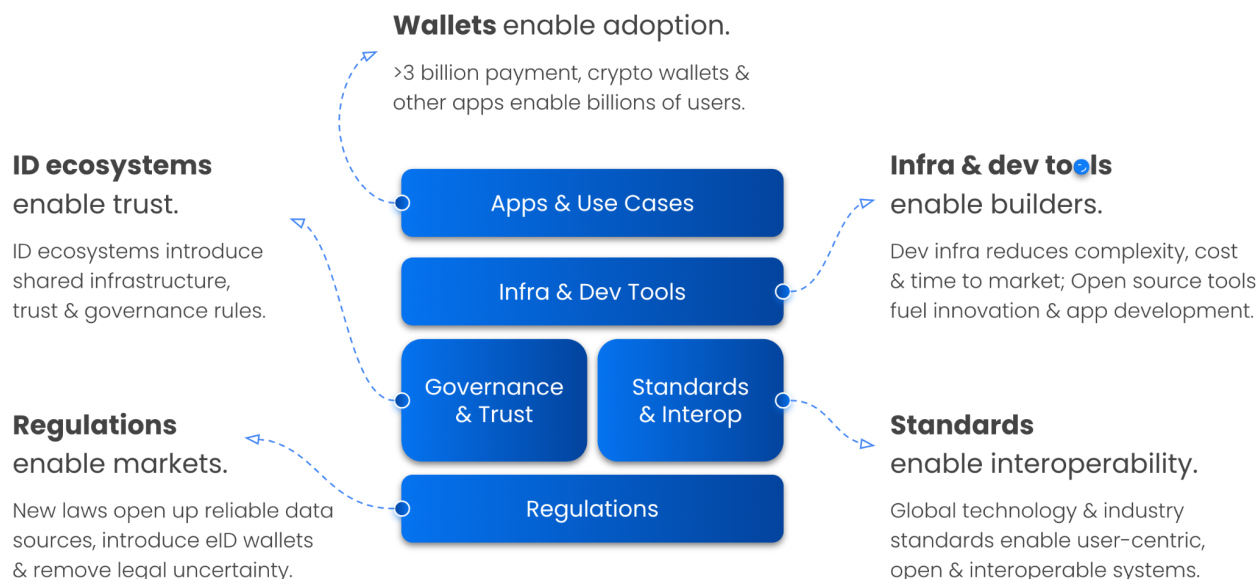 Wallets enable adoption.
>3 billion payment, crypto wallets &
other apps enable billions of users.
ID ecosystems
enable trust.
ID ecosystems introduce
shared infrastructure,
trust & governance rules.
Regulations
enable markets.
New laws open up reliable data
sources, introduce eID wallets
& remove legal uncertainty.
Apps & Use Cases
Infra & Dev Tools
Governance
& Trust
Standards
& Interop
Regulations
Infra & dev tools
enable builders.
Dev infra reduces complexity, cost
& time to market; Open source tools
fuel innovation & app development.
Standards
enable interoperability.
Global technology & industry
standards enable user-centric,
open & interoperable systems.